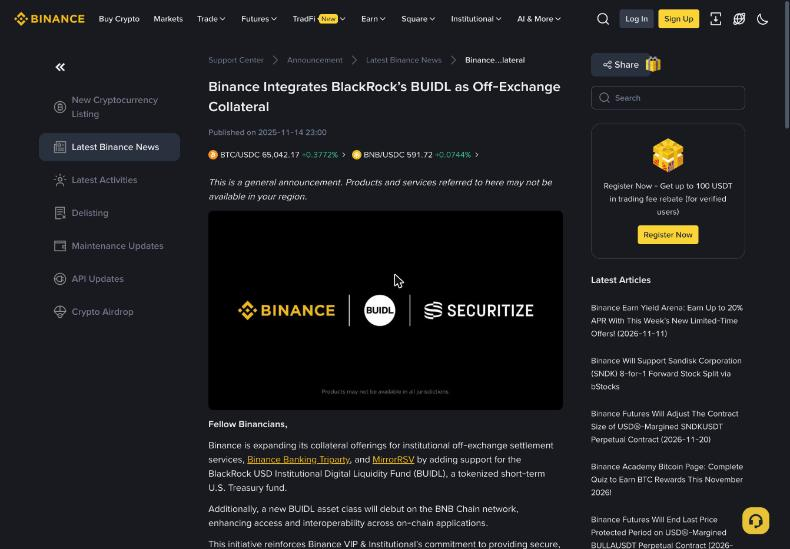 BINANCE
Buy Crypto
Markets
Trade
Futures
TradFi New
Earn
Square
Institutional
AI & More
Log In
Sign Up
New Cryptocurrency
Listing
Latest Binance News
Latest Activities
Delisting
Maintenance Updates
API Updates
Crypto Airdrop
Support Center > Announcement > Latest Binance News > Binance...lateral
Binance Integrates BlackRock's BUIDL as Off-Exchange
Collateral
Published on 2025-11-14 23:00
BTC/USDC 65,042.17 +0.3772% > BNB/USDC 591.72 +0.0744% >
This is a general announcement. Products and services referred to here may not be
available in your region.
BINANCE | BUIDL | SECURITIZE
Products may not be available in all jurisdictions.
Fellow Binancians,
Binance is expanding its collateral offerings for institutional off-exchange settlement
services, Binance Banking Triparty, and MirrorRSV by adding support for the
BlackRock USD Institutional Digital Liquidity Fund (BUIDL), a tokenized short-term
U.S. Treasury fund.
Additionally, a new BUIDL asset class will debut on the BNB Chain network,
enhancing access and interoperability across on-chain applications.
This initiative reinforces Binance VIP & Institutional's commitment to providing secure,
Share
Search
Register Now - Get up to 100 USDT
in trading fee rebate (for verified
users)
Register Now
Latest Articles
Binance Earn Yield Arena: Earn Up to 20%
APR With This Week's New Limited-Time
Offers! (2026-11-11)
Binance Will Support Sandisk Corporation
(SNDK) 8-for-1 Forward Stock Split via
bStocks
Binance Futures Will Adjust The Contract
Size of USDⓈ-Margined SNDKUSDT
Perpetual Contract (2026-11-20)
Binance Academy Bitcoin Page: Complete
Quiz to Earn BTC Rewards This November
2026!
Binance Futures Will End Last Price
Protected Period on USDⓈ-Margined
BULLAUSDT Perpetual Contract (2026-